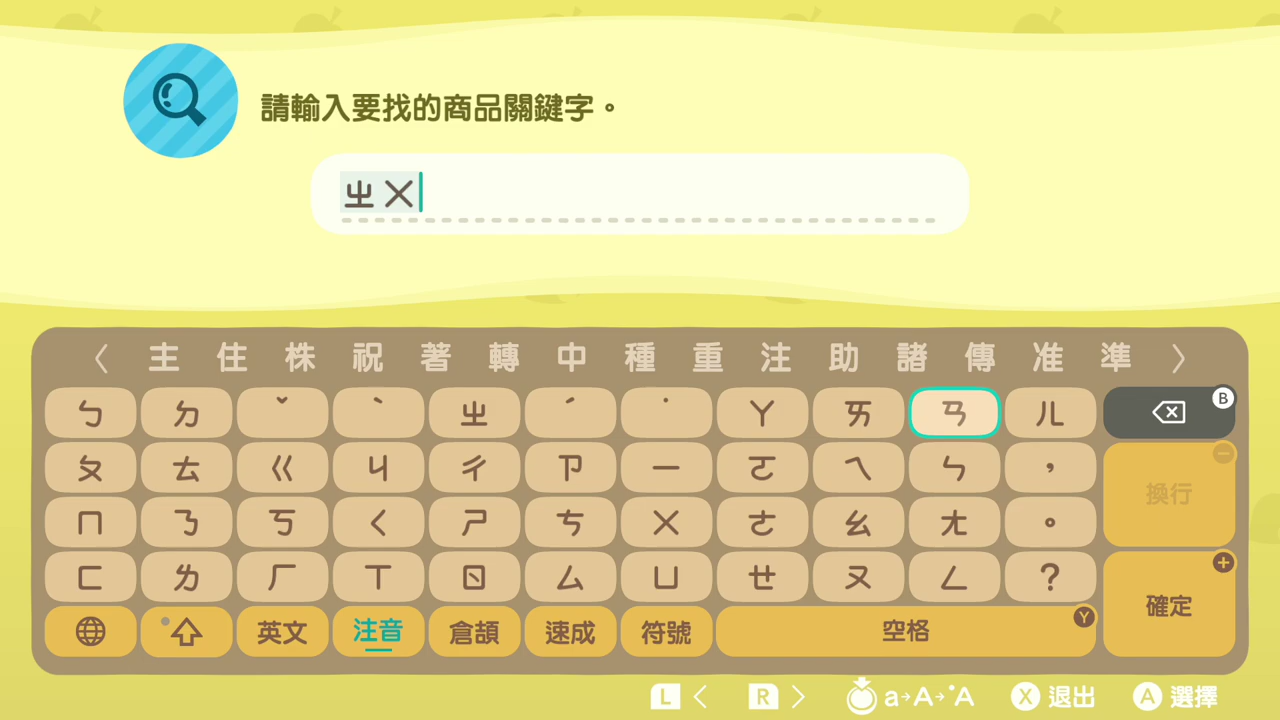 請輸入要找的商品關鍵字。
ㄓㄨ
〈 主 住 株 祝 著 轉 中 種 重 注 助 諸 傳 准 準 〉
ㄅ ㄉ ˇ ˋ ㄓ ˊ ˙ ㄚ ㄞ ㄢ ㄦ B
ㄆ ㄊ ㄍ ㄐ ㄔ ㄗ ㄧ ㄛ ㄟ ㄣ , 換行
ㄇ ㄋ ㄎ ㄑ ㄕ ㄘ ㄨ ㄜ ㄠ ㄤ 。
ㄈ ㄌ ㄏ ㄒ ㄖ ㄙ ㄩ ㄝ ㄡ ㄥ ? 確定
英文 注音 倉頡 速成 符號 空格 Y
L 〈 R 〉 a→A→•A X 退出 A 選擇